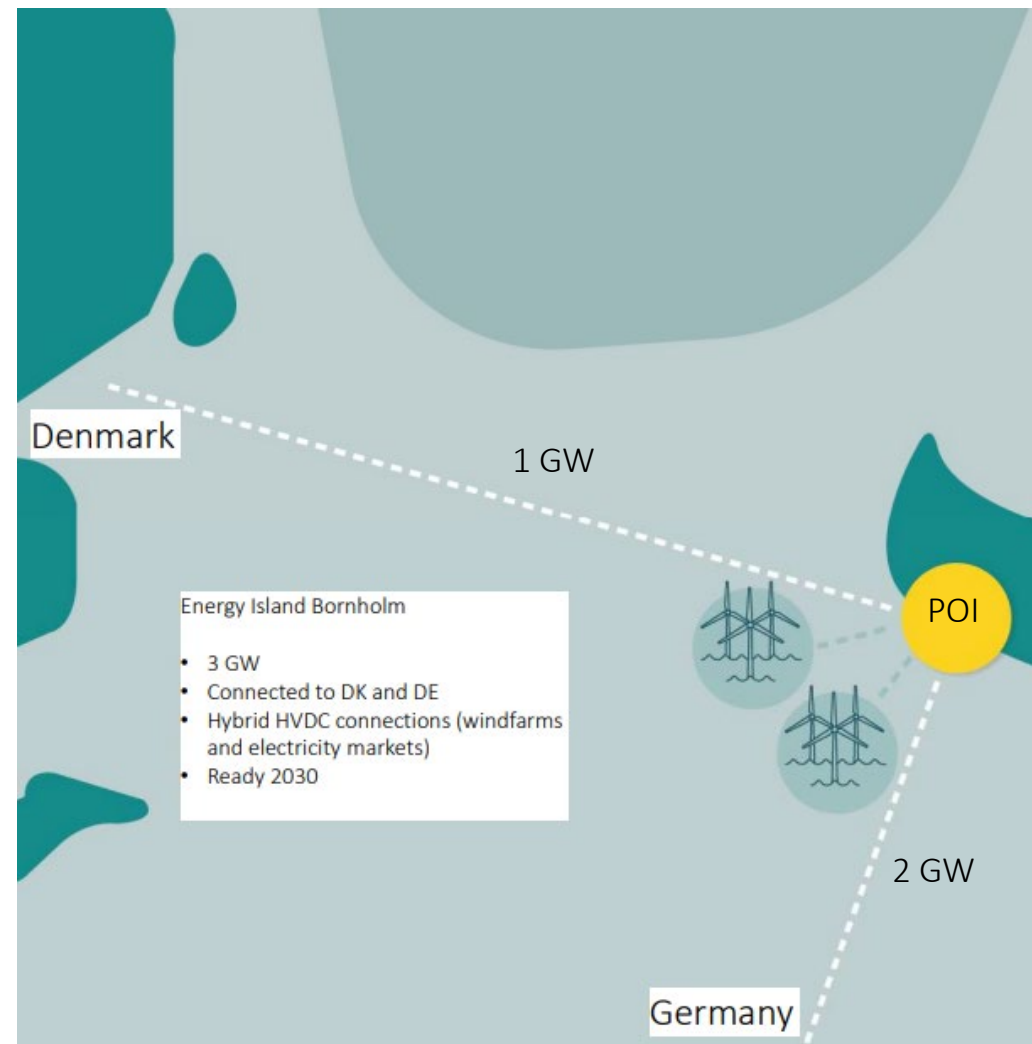 Denmark
1 GW
Energy Island Bornholm
• 3 GW
• Connected to DK and DE
• Hybrid HVDC connections (windfarms
and electricity markets)
• Ready 2030
POI
2 GW
Germany